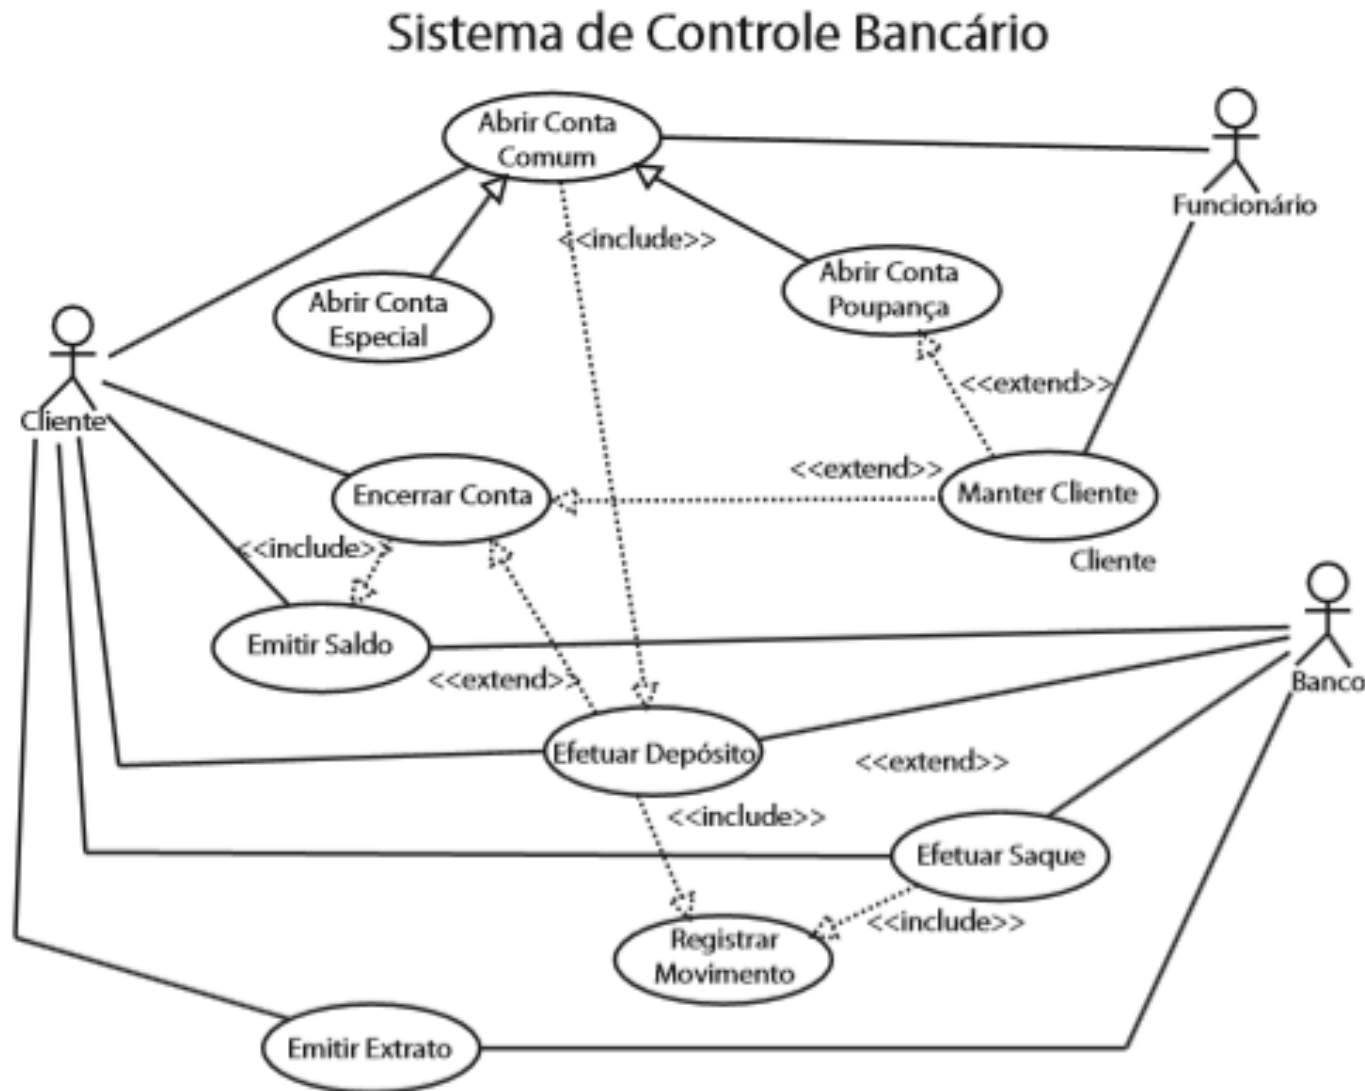 Sistema de Controle Bancário
Abrir Conta
Comum
Funcionário
<<include>>
Abrir Conta
Poupança
Abrir Conta
Especial
<<extend>>
Cliente
<<extend>>
Encerrar Conta
Manter Cliente
<<include>>
Cliente
Emitir Saldo
<<extend>>
Banco
Efetuar Depósito
<<extend>>
<<include>>
Efetuar Saque
<<include>>
Registrar
Movimento
Emitir Extrato